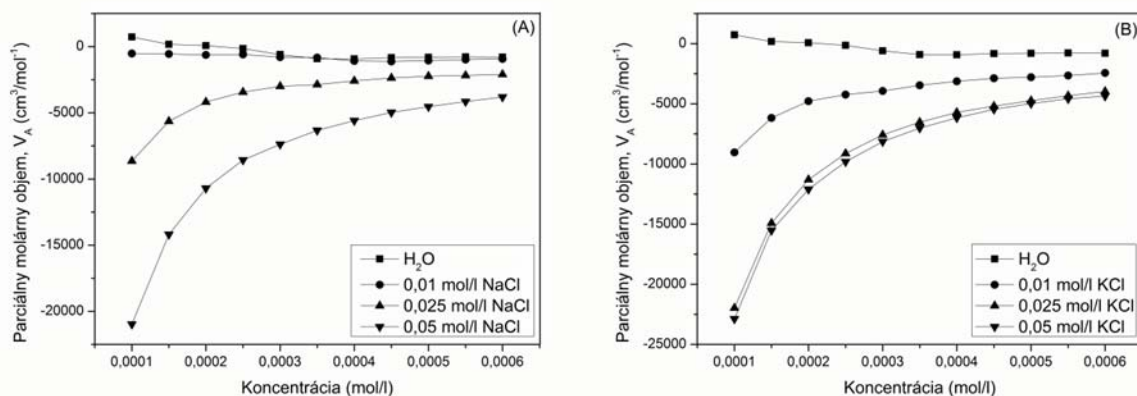 (A)
Parciálny molárny objem, V_A (cm³/mol⁻¹)
0
-5000
-10000
-15000
-20000
H₂O
0,01 mol/l NaCl
0,025 mol/l NaCl
0,05 mol/l NaCl
0,0001 0,0002 0,0003 0,0004 0,0005 0,0006
Koncentrácia (mol/l)
(B)
Parciálny molárny objem, V_A (cm³/mol⁻¹)
0
-5000
-10000
-15000
-20000
-25000
H₂O
0,01 mol/l KCl
0,025 mol/l KCl
0,05 mol/l KCl
0,0001 0,0002 0,0003 0,0004 0,0005 0,0006
Koncentrácia (mol/l)